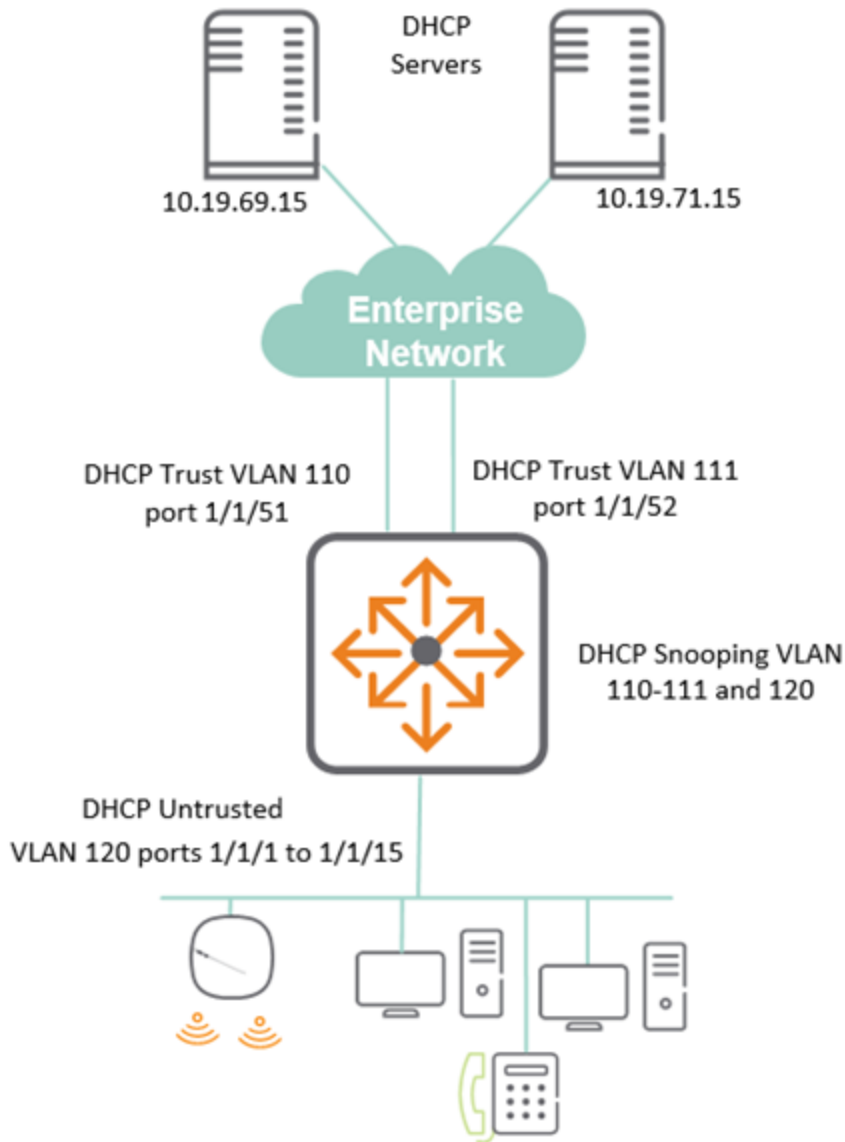 DHCP
Servers
10.19.69.15
10.19.71.15
Enterprise
Network
DHCP Trust VLAN 110
port 1/1/51
DHCP Trust VLAN 111
port 1/1/52
DHCP Snooping VLAN
110-111 and 120
DHCP Untrusted
VLAN 120 ports 1/1/1 to 1/1/15